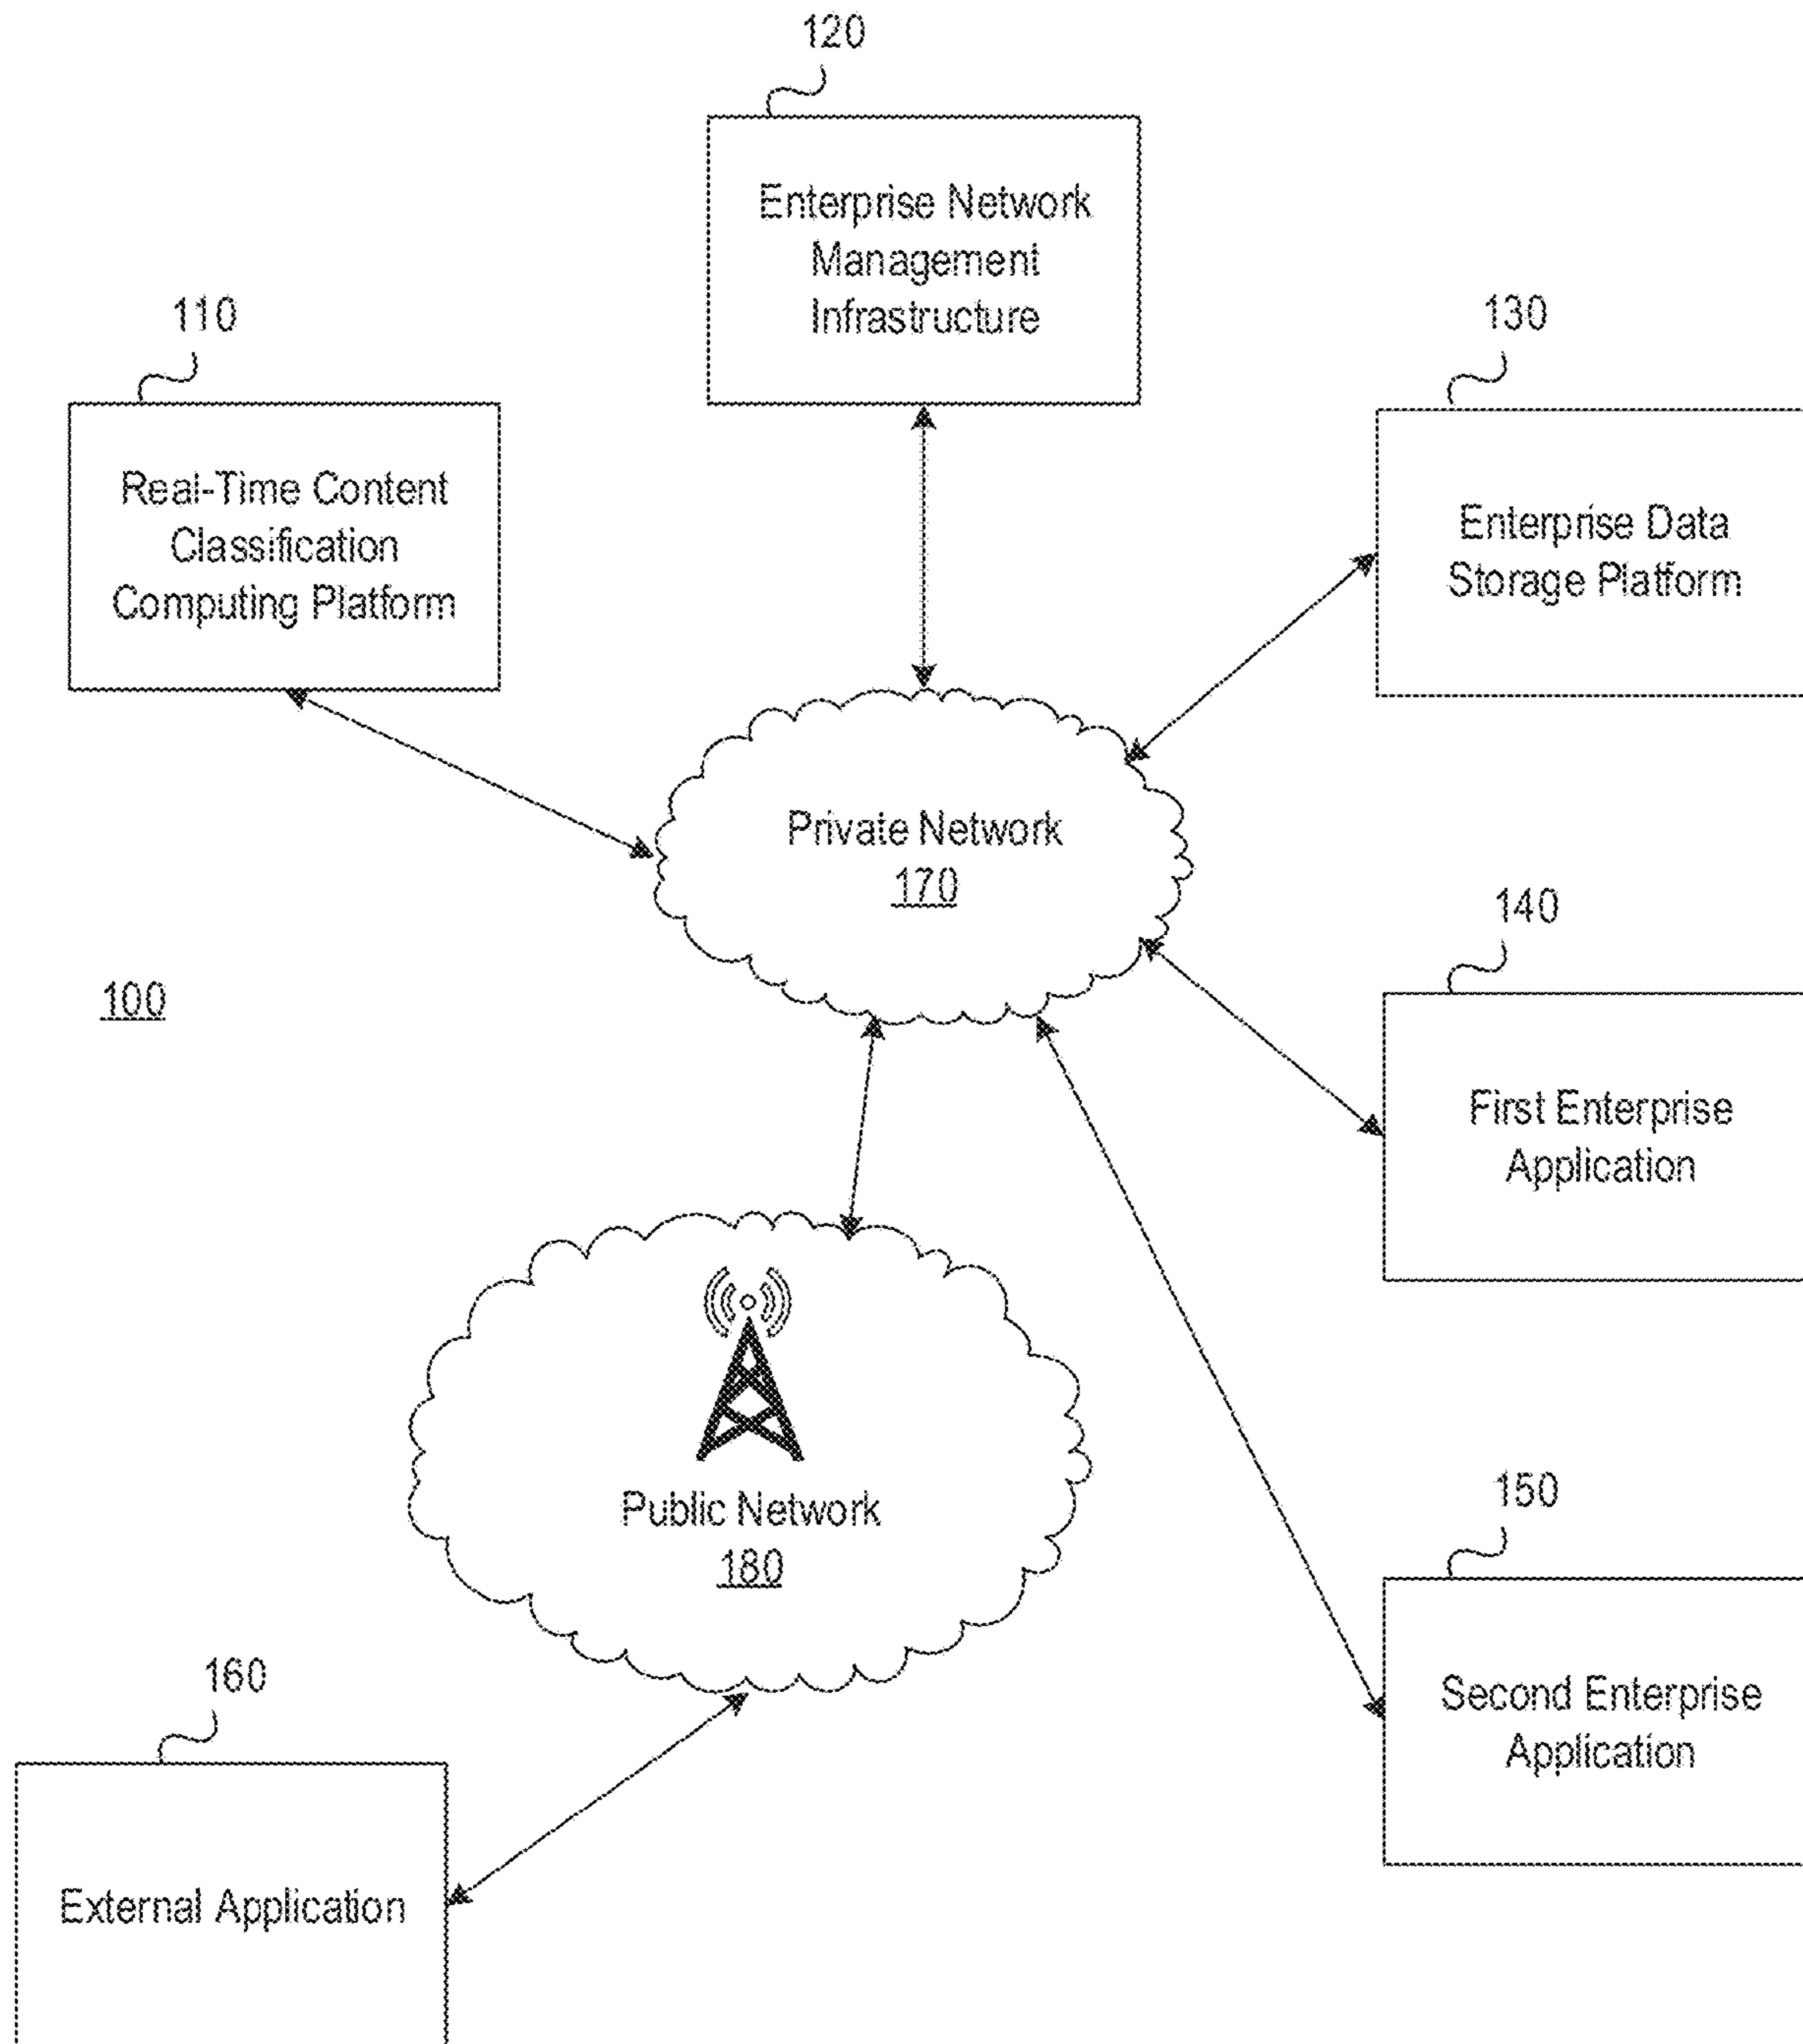 120
Enterprise Network
Management
Infrastructure
110
Real-Time Content
Classification
Computing Platform
130
Enterprise Data
Storage Platform
Private Network
170
140
First Enterprise
Application
100
Public Network
180
150
Second Enterprise
Application
160
External Application